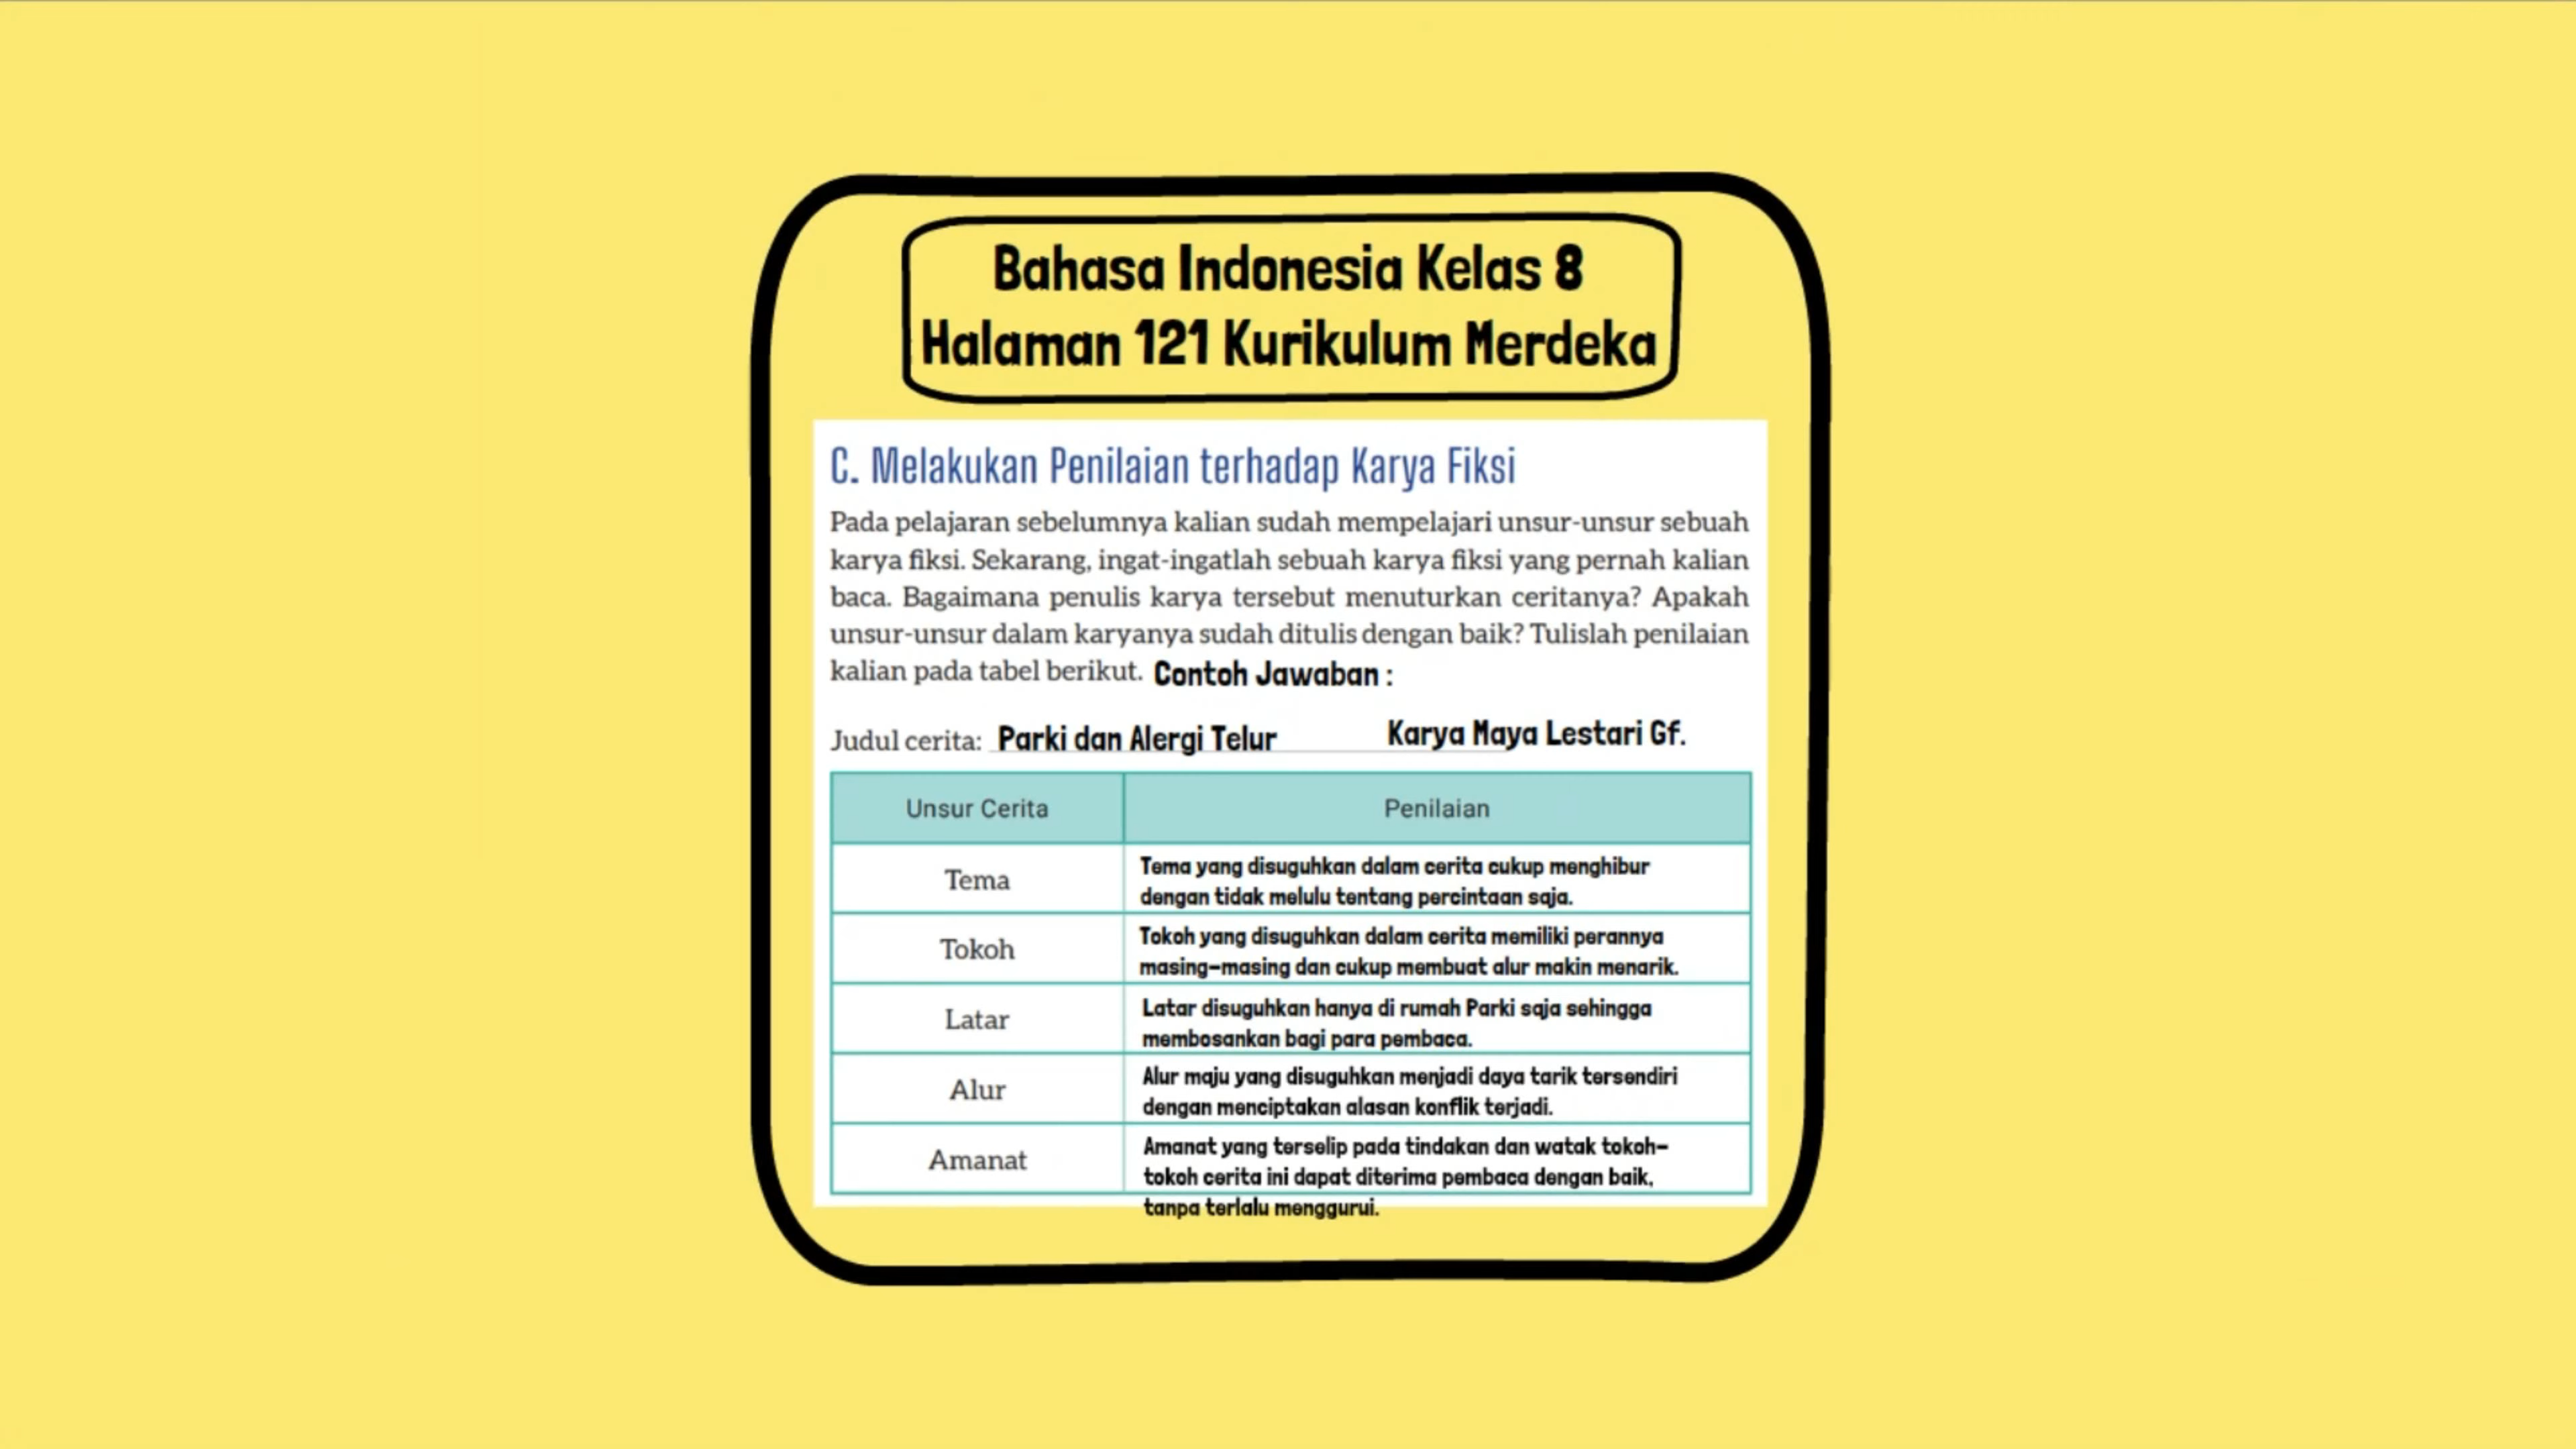 Bahasa Indonesia Kelas 8
Halaman 121 Kurikulum Merdeka
C. Melakukan Penilaian terhadap Karya Fiksi
Pada pelajaran sebelumnya kalian sudah mempelajari unsur-unsur sebuah
karya fiksi. Sekarang, ingat-ingatlah sebuah karya fiksi yang pernah kalian
baca. Bagaimana penulis karya tersebut menuturkan ceritanya? Apakah
unsur-unsur dalam karyanya sudah ditulis dengan baik? Tulislah penilaian
kalian pada tabel berikut. Contoh Jawaban :
Judul cerita: Parki dan Alergi Telur Karya Maya Lestari Gf.
Unsur Cerita Penilaian
Tema
Tema yang disuguhkan dalam cerita cukup menghibur
dengan tidak melulu tentang percintaan saja.
Tokoh
Tokoh yang disuguhkan dalam cerita memiliki perannya
masing-masing dan cukup membuat alur makin menarik.
Latar
Latar disuguhkan hanya di rumah Parki saja sehingga
membosankan bagi para pembaca.
Alur
Alur maju yang disuguhkan menjadi daya tarik tersendiri
dengan menciptakan alasan konflik terjadi.
Amanat
Amanat yang terselip pada tindakan dan watak tokoh-
tokoh cerita ini dapat diterima pembaca dengan baik,
tanpa terlalu menggurui.